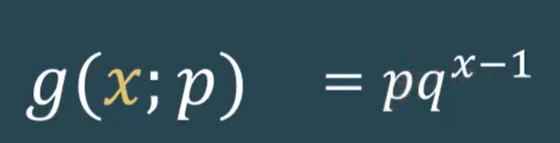 g(x; p) = pq^{x-1}